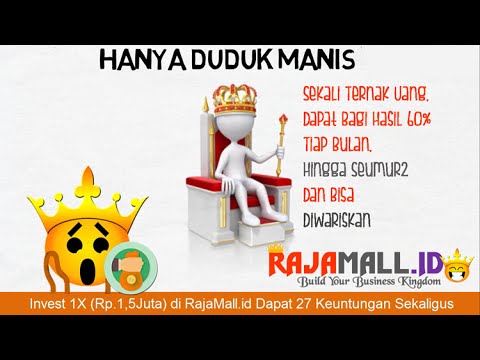 HANYA DUDUK MANIS
SEKALI TERNAK UANG,
DAPAT BAGI HASIL 60%
TIAP BULAN,
HINGGA SEUMUR2
DAN BISA
DIWARISKAN
RAJAMALL.ID
Build Your Business Kingdom
Invest 1X (Rp.1,5Juta) di RajaMall.id Dapat 27 Keuntungan Sekaligus